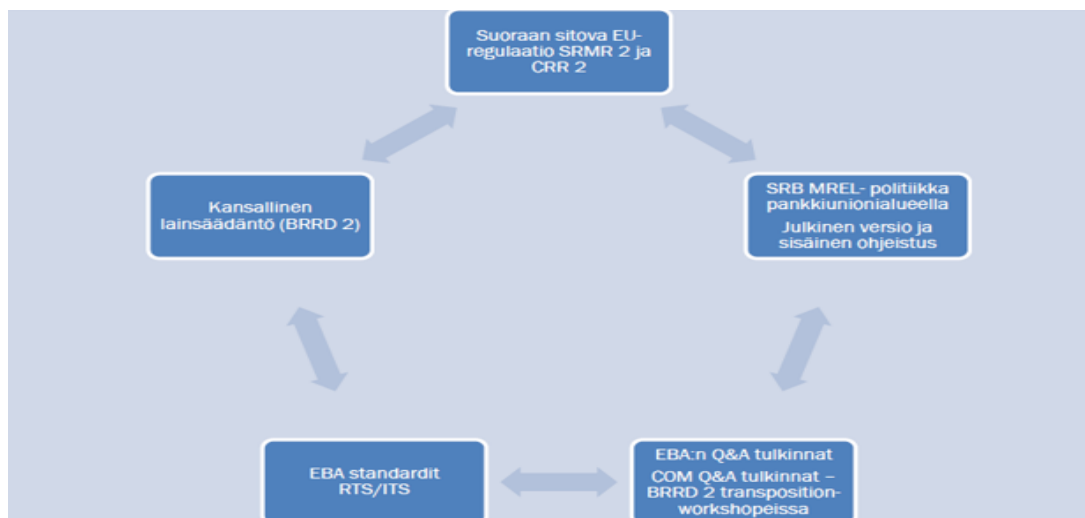 Suoraan sitova EU-
regulaatio SRMR 2 ja
CRR 2
Kansallinen
lainsäädäntö (BRRD 2)
SRB MREL- politiikka
pankkiunionialueella
Julkinen versio ja
sisäinen ohjeistus
EBA standardit
RTS/ITS
EBA:n Q&A tulkinnat
COM Q&A tulkinnat –
BRRD 2 transposition-
workshopeissa